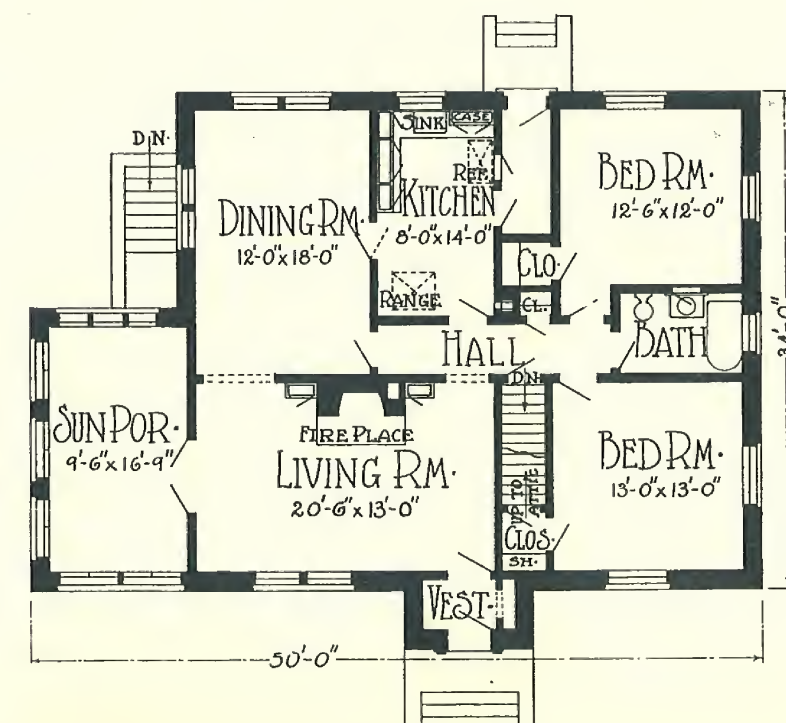 DN.
SINK
CASE
REF.
KITCHEN
8'-0"x14'-0"
DINING RM.
12'-0"x18'-0"
BED RM.
12'-6"x12'-0"
CLO.
CL.
RANGE
BATH
34'-0"
HALL
DN.
SUN POR.
9'-6"x16'-9"
FIRE PLACE
LIVING RM.
20'-6"x13'-0"
UP TO
ATTIC
BED RM.
13'-0"x13'-0"
CLOS.
SH.
VEST.
50'-0"